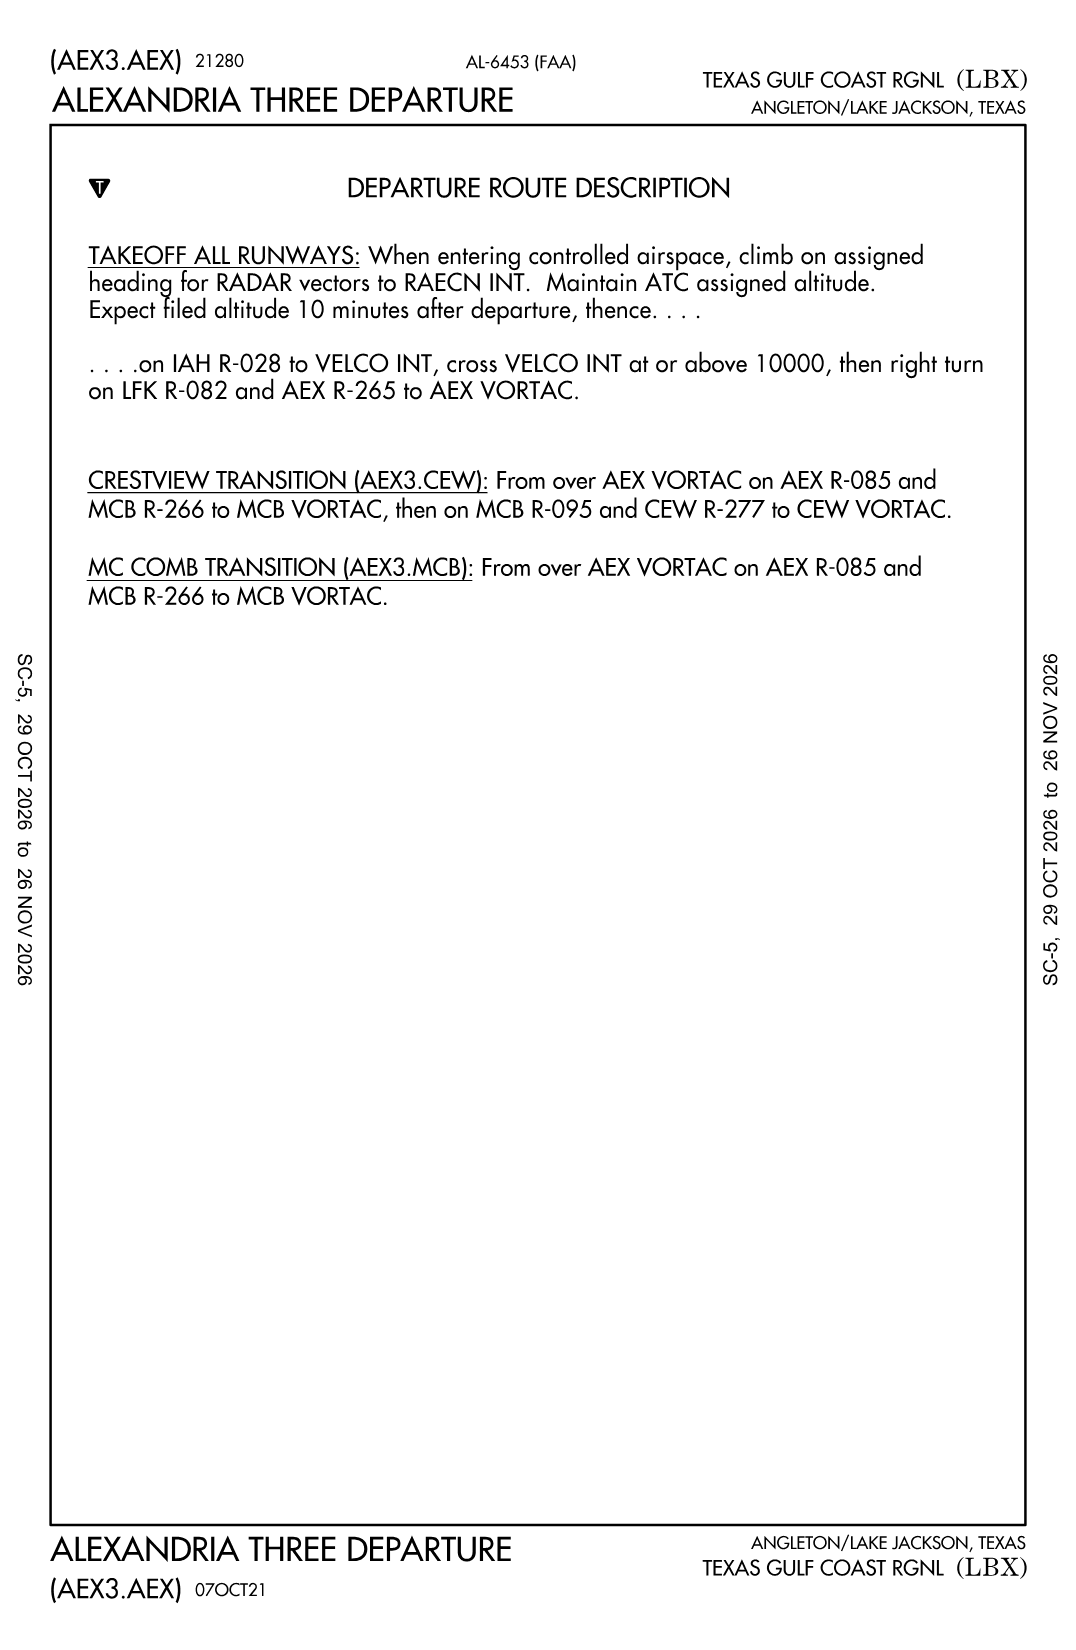 (AEX3.AEX) 21280
AL-6453 (FAA)
TEXAS GULF COAST RGNL (LBX)
ALEXANDRIA THREE DEPARTURE
ANGLETON/LAKE JACKSON, TEXAS
T
DEPARTURE ROUTE DESCRIPTION
TAKEOFF ALL RUNWAYS: When entering controlled airspace, climb on assigned
heading for RADAR vectors to RAECN INT.  Maintain ATC assigned altitude.
Expect filed altitude 10 minutes after departure, thence. . . .
. . . .on IAH R-028 to VELCO INT, cross VELCO INT at or above 10000, then right turn
on LFK R-082 and AEX R-265 to AEX VORTAC.
CRESTVIEW TRANSITION (AEX3.CEW): From over AEX VORTAC on AEX R-085 and
MCB R-266 to MCB VORTAC, then on MCB R-095 and CEW R-277 to CEW VORTAC.
MC COMB TRANSITION (AEX3.MCB): From over AEX VORTAC on AEX R-085 and
MCB R-266 to MCB VORTAC.
SC-5, 29 OCT 2026 to 26 NOV 2026
SC-5, 29 OCT 2026 to 26 NOV 2026
ALEXANDRIA THREE DEPARTURE
ANGLETON/LAKE JACKSON, TEXAS
TEXAS GULF COAST RGNL (LBX)
(AEX3.AEX) 07OCT21